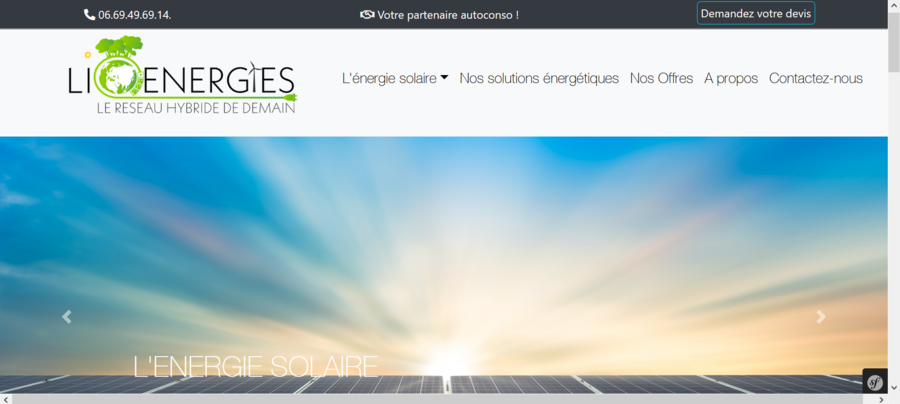 06.69.49.69.14.
Votre partenaire autoconso !
Demandez votre devis
LIOENERGIES
LE RESEAU HYBRIDE DE DEMAIN
L'énergie solaire
Nos solutions énergétiques
Nos Offres
A propos
Contactez-nous
L'ENERGIE SOLAIRE
sf